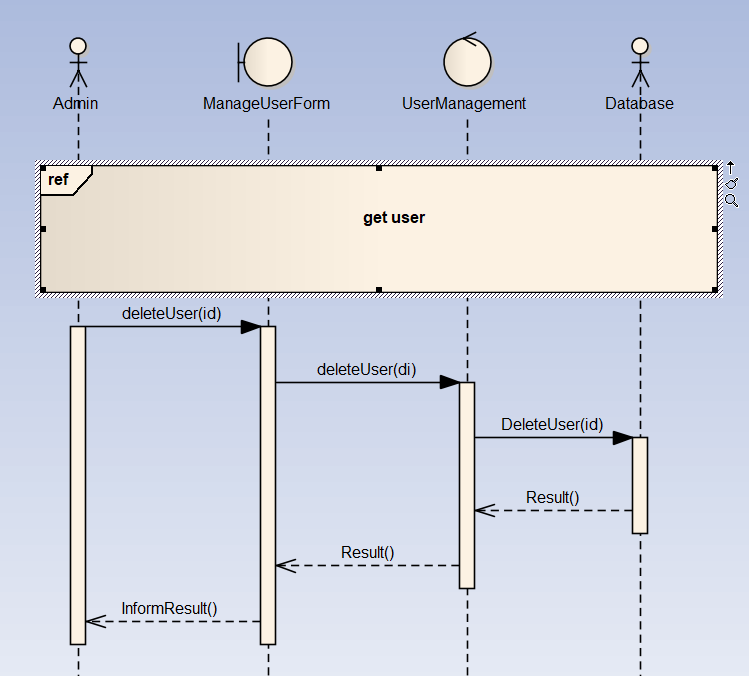 Admin
ManageUserForm
UserManagement
Database
ref
get user
deleteUser(id)
deleteUser(di)
DeleteUser(id)
Result()
Result()
InformResult()